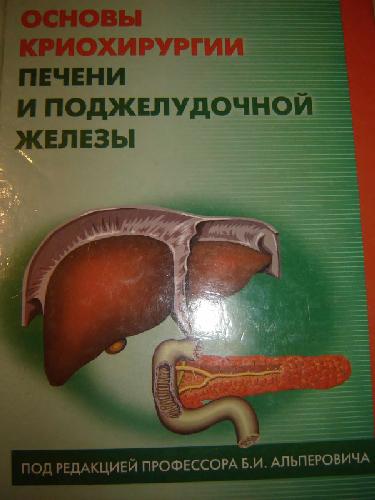 ОСНОВЫ
КРИОХИРУРГИИ
ПЕЧЕНИ
И ПОДЖЕЛУДОЧНОЙ
ЖЕЛЕЗЫ
ПОД РЕДАКЦИЕЙ ПРОФЕССОРА Б.И. АЛЬПЕРОВИЧА